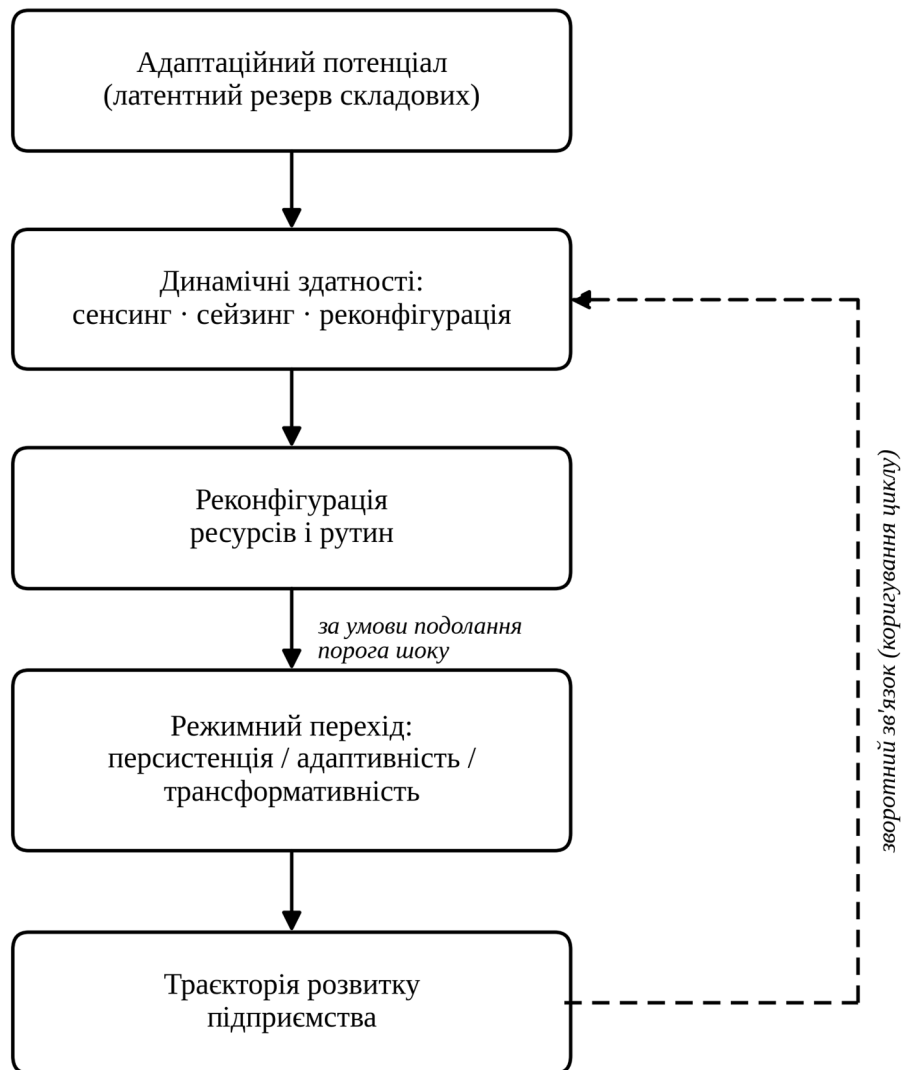 Адаптаційний потенціал
(латентний резерв складових)
Динамічні здатності:
сенсинг · сейзинг · реконфігурація
Реконфігурація
ресурсів і рутин
за умови подолання
порога шоку
Режимний перехід:
персистенція / адаптивність /
трансформативність
Траєкторія розвитку
підприємства
зворотний зв'язок (коригування циклу)